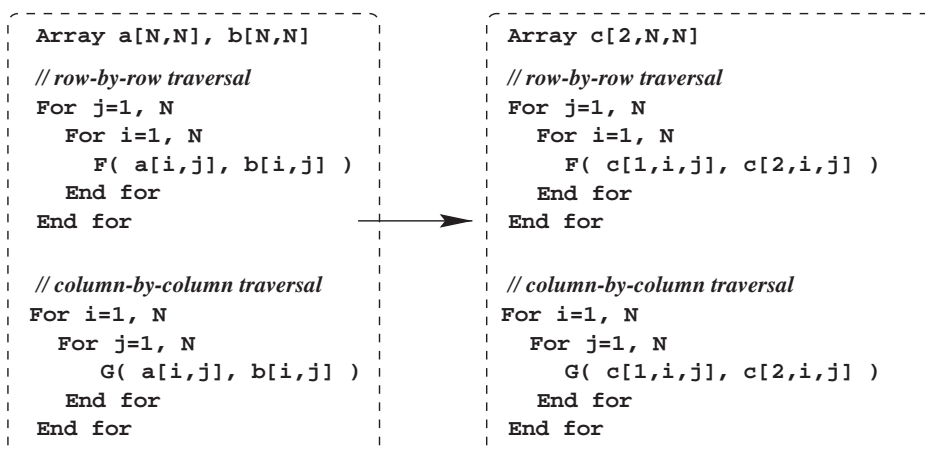 Array a[N,N], b[N,N]
// row-by-row traversal
For j=1, N
For i=1, N
F( a[i,j], b[i,j] )
End for
End for
// column-by-column traversal
For i=1, N
For j=1, N
G( a[i,j], b[i,j] )
End for
End for
Array c[2,N,N]
// row-by-row traversal
For j=1, N
For i=1, N
F( c[1,i,j], c[2,i,j] )
End for
End for
// column-by-column traversal
For i=1, N
For j=1, N
G( c[1,i,j], c[2,i,j] )
End for
End for